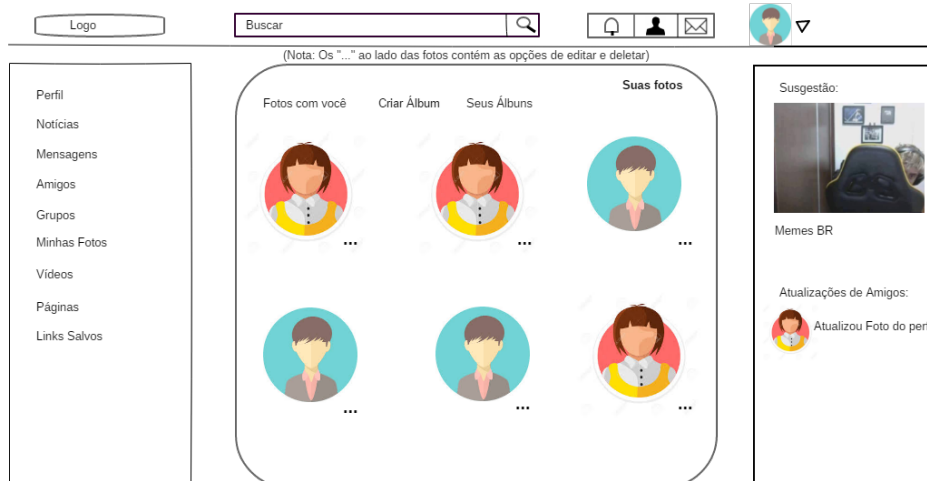 Logo
Buscar
(Nota: Os "..." ao lado das fotos contém as opções de editar e deletar)
Perfil
Notícias
Mensagens
Amigos
Grupos
Minhas Fotos
Vídeos
Páginas
Links Salvos
Suas fotos
Fotos com você
Criar Álbum
Seus Álbuns
...
...
...
...
...
...
Susgestão:
Memes BR
Atualizações de Amigos:
Atualizou Foto do per